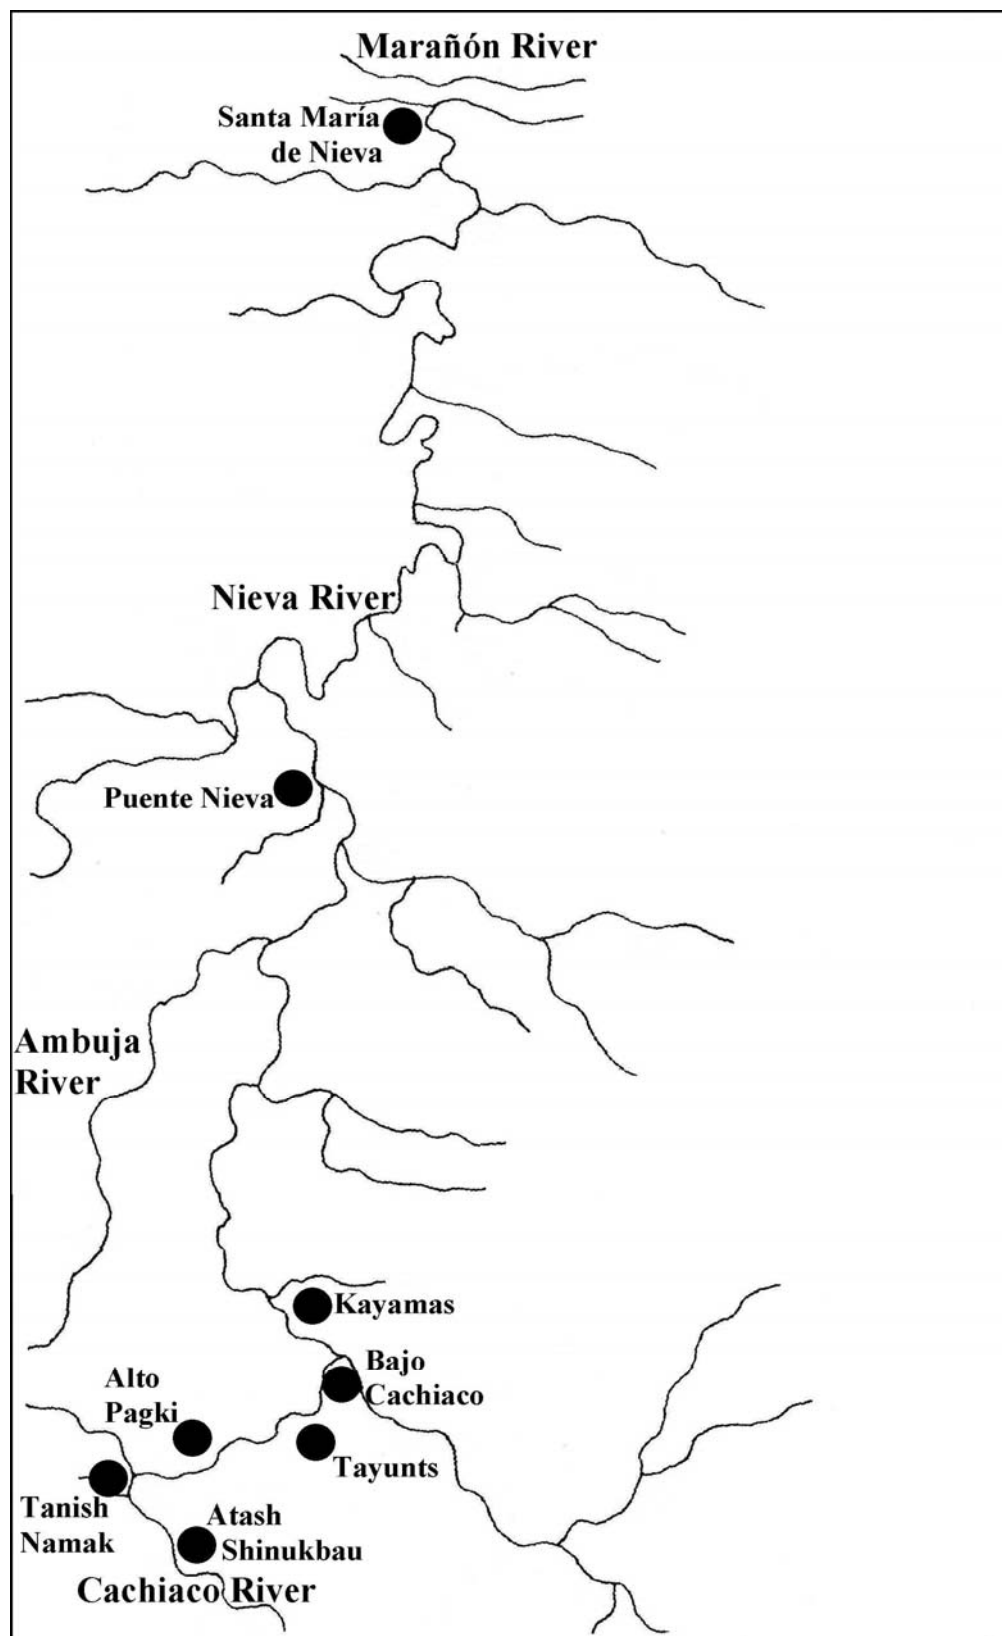 Marañón River
Santa María
de Nieva
Nieva River
Puente Nieva
Ambuja
River
Kayamas
Bajo
Cachiaco
Alto
Pagki
Tayunts
Tanish
Namak
Atash
Shinukbau
Cachiaco River